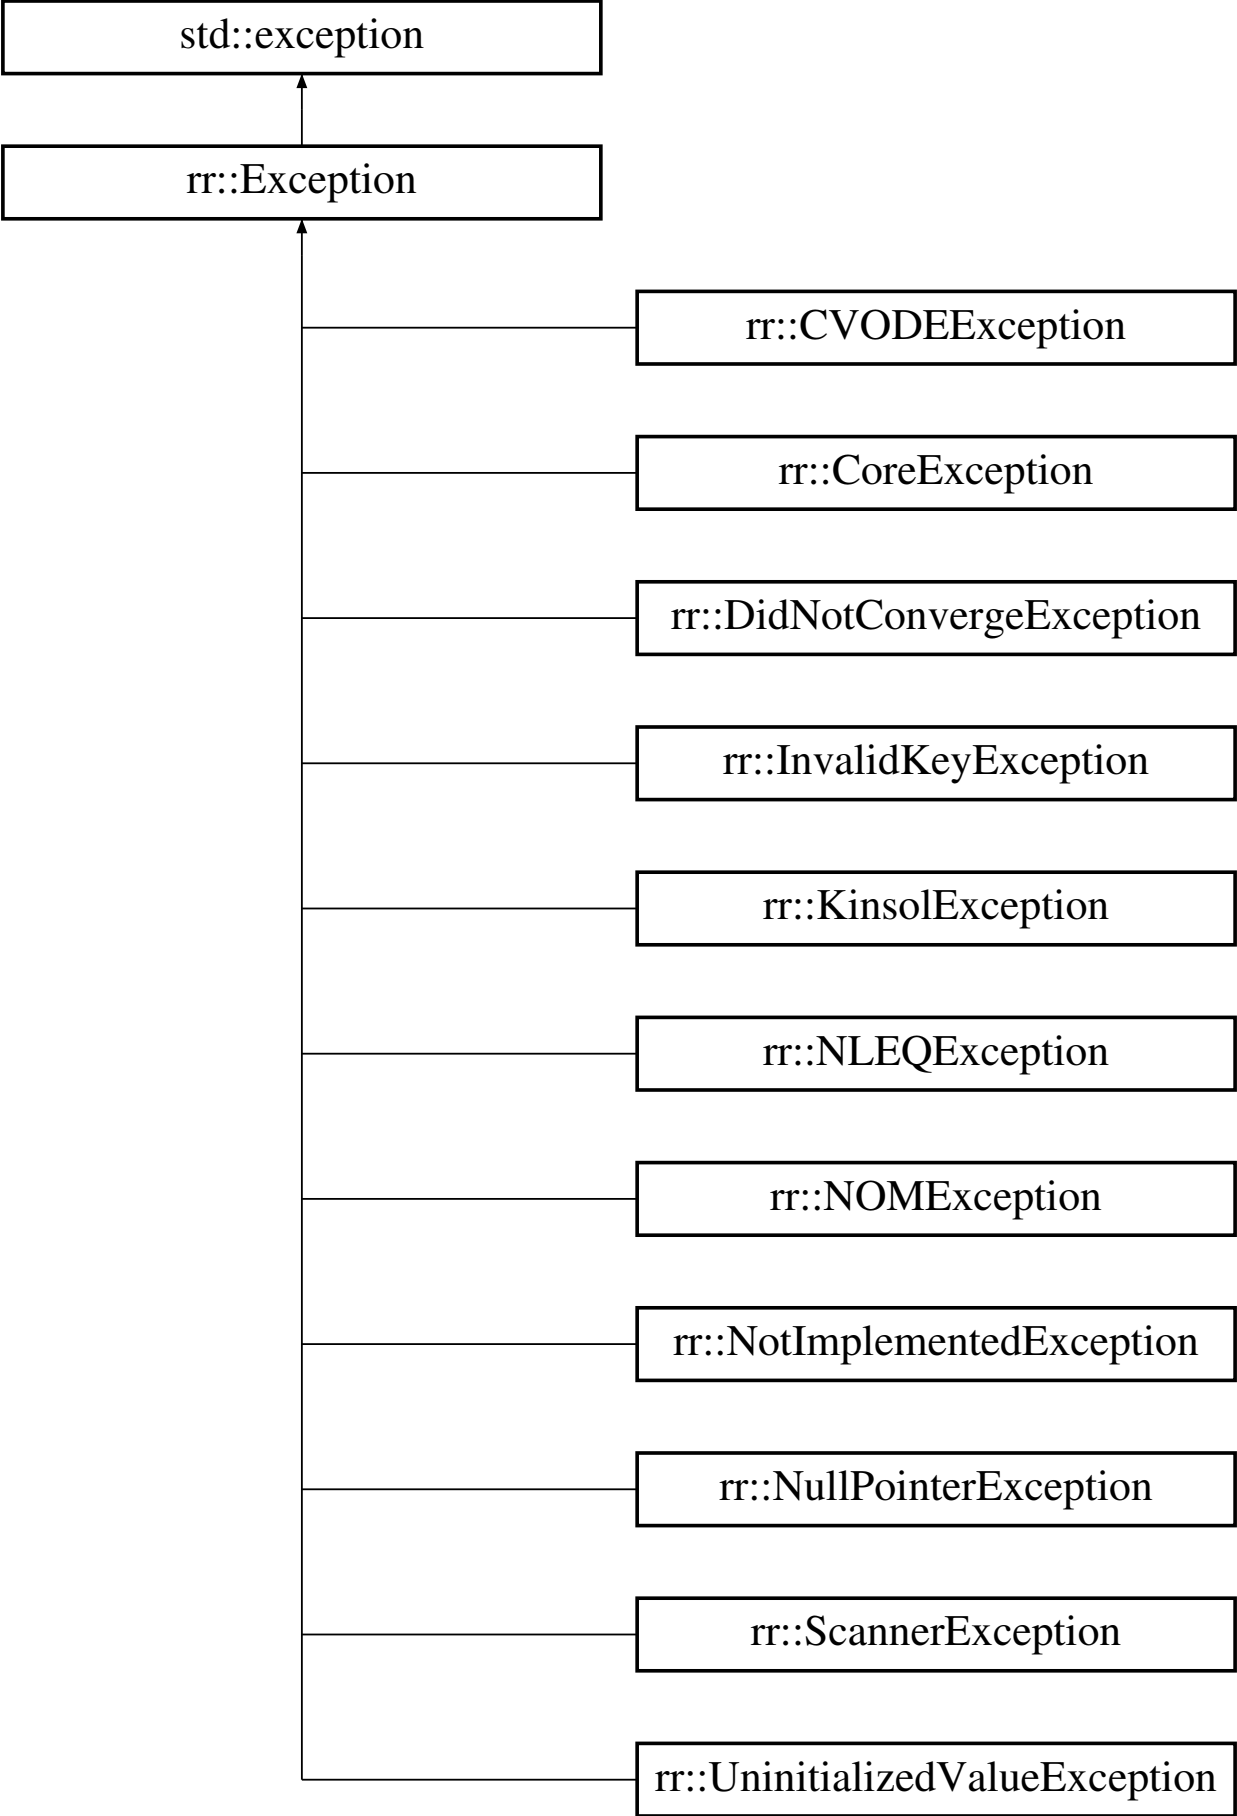 std::exception
rr::Exception
rr::CVODEException
rr::CoreException
rr::DidNotConvergeException
rr::InvalidKeyException
rr::KinsolException
rr::NLEQException
rr::NOMException
rr::NotImplementedException
rr::NullPointerException
rr::ScannerException
rr::UninitializedValueException